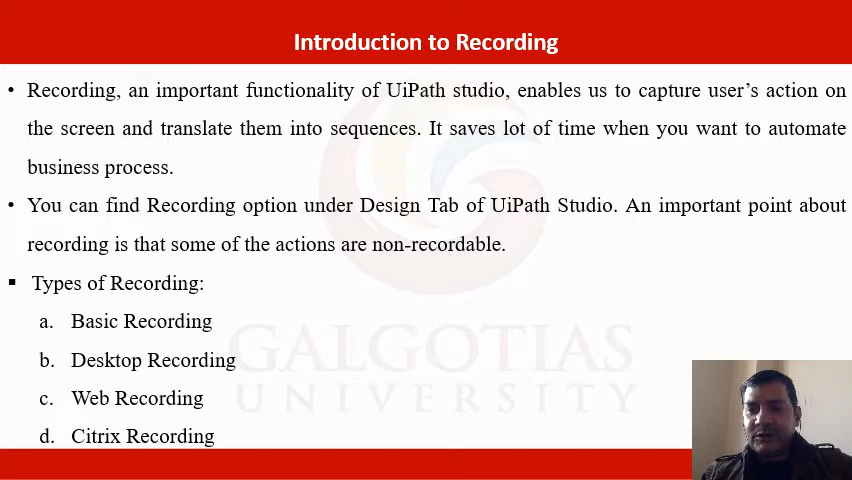 Introduction to Recording
• Recording, an important functionality of UiPath studio, enables us to capture user’s action on
the screen and translate them into sequences. It saves lot of time when you want to automate
business process.
• You can find Recording option under Design Tab of UiPath Studio. An important point about
recording is that some of the actions are non-recordable.
▪ Types of Recording:
a. Basic Recording
b. Desktop Recording
c. Web Recording
d. Citrix Recording
GALGOTIAS
UNIVERSITY